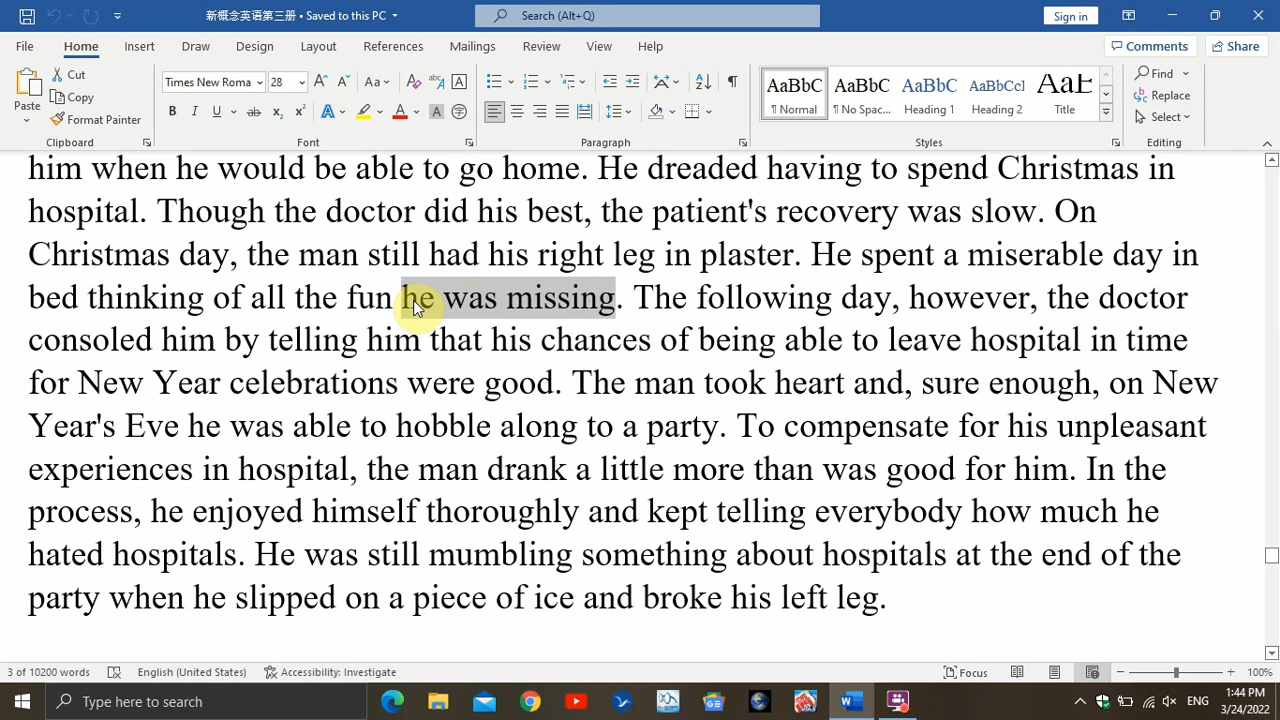 新概念英语第三册 • Saved to this PC
Search (Alt+Q)
Sign in
File Home Insert Draw Design Layout References Mailings Review View Help Comments Share
Paste
Cut
Copy
Format Painter
Clipboard
Times New Roma 28
Font
Paragraph
AaBbC AaBbC AaBbC AaBbCcI AaB
¶ Normal ¶ No Spac... Heading 1 Heading 2 Title
Styles
Find
Replace
Select
Editing
him when he would be able to go home. He dreaded having to spend Christmas in
hospital. Though the doctor did his best, the patient's recovery was slow. On
Christmas day, the man still had his right leg in plaster. He spent a miserable day in
bed thinking of all the fun he was missing. The following day, however, the doctor
consoled him by telling him that his chances of being able to leave hospital in time
for New Year celebrations were good. The man took heart and, sure enough, on New
Year's Eve he was able to hobble along to a party. To compensate for his unpleasant
experiences in hospital, the man drank a little more than was good for him. In the
process, he enjoyed himself thoroughly and kept telling everybody how much he
hated hospitals. He was still mumbling something about hospitals at the end of the
party when he slipped on a piece of ice and broke his left leg.
3 of 10200 words English (United States) Accessibility: Investigate Focus 100%
Type here to search
ENG
1:44 PM
3/24/2022